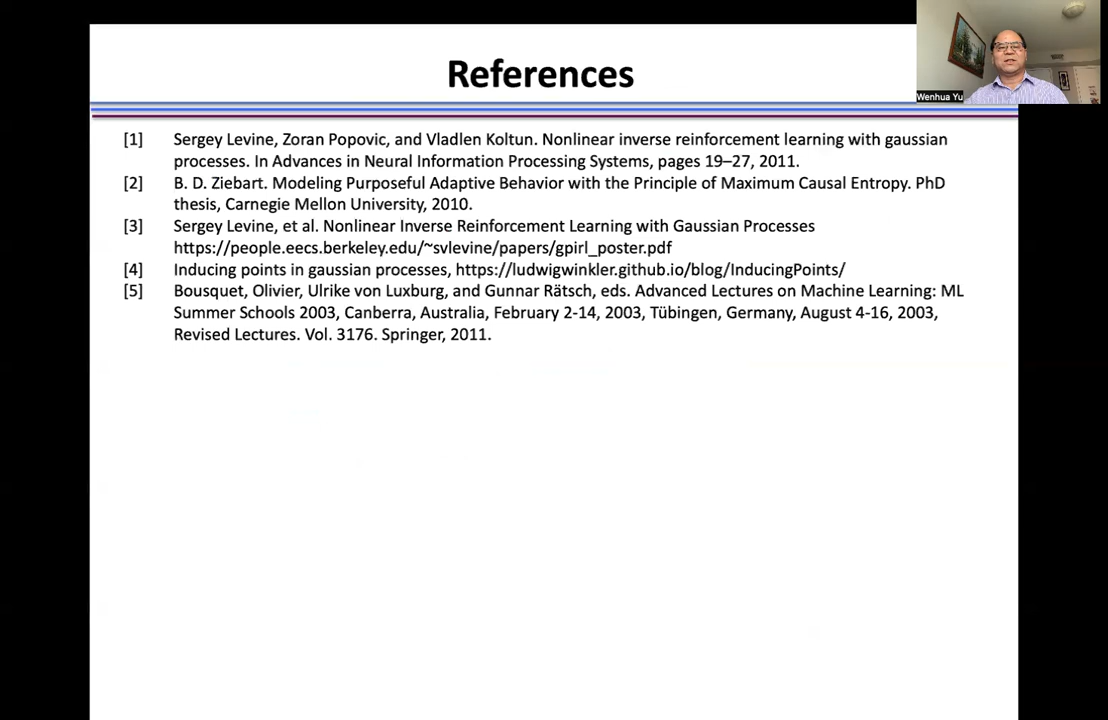 References
Wenhua Yu
[1] Sergey Levine, Zoran Popovic, and Vladlen Koltun. Nonlinear inverse reinforcement learning with gaussian
processes. In Advances in Neural Information Processing Systems, pages 19–27, 2011.
[2] B. D. Ziebart. Modeling Purposeful Adaptive Behavior with the Principle of Maximum Causal Entropy. PhD
thesis, Carnegie Mellon University, 2010.
[3] Sergey Levine, et al. Nonlinear Inverse Reinforcement Learning with Gaussian Processes
https://people.eecs.berkeley.edu/~svlevine/papers/gpirl_poster.pdf
[4] Inducing points in gaussian processes, https://ludwigwinkler.github.io/blog/InducingPoints/
[5] Bousquet, Olivier, Ulrike von Luxburg, and Gunnar Rätsch, eds. Advanced Lectures on Machine Learning: ML
Summer Schools 2003, Canberra, Australia, February 2-14, 2003, Tübingen, Germany, August 4-16, 2003,
Revised Lectures. Vol. 3176. Springer, 2011.